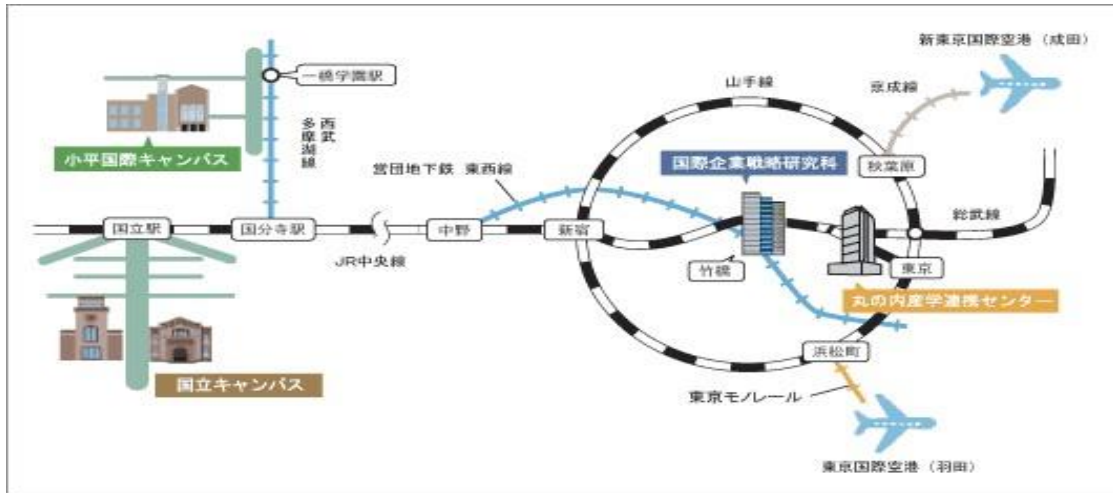 新東京国際空港（成田）
京成線
山手線
一橋学園駅
西武
多摩湖線
小平国際キャンパス
営団地下鉄 東西線
国際企業戦略研究科
秋葉原
総武線
国立駅
国分寺駅
中野
新宿
JR中央線
竹橋
東京
丸の内産学連携センター
浜松町
国立キャンパス
東京モノレール
東京国際空港（羽田）